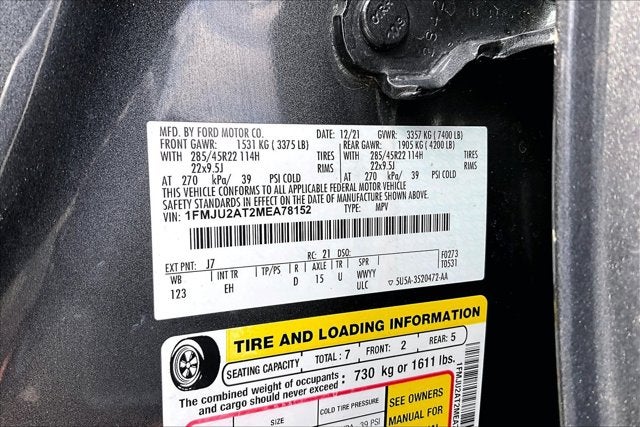 MFD. BY FORD MOTOR CO. DATE: 12/21 GVWR: 3357 KG ( 7400 LB)
FRONT GAWR: 1531 KG ( 3375 LB) REAR GAWR: 1905 KG ( 4200 LB)
WITH 285/45R22 114H TIRES WITH 285/45R22 114H TIRES
22x9.5J RIMS 22x9.5J RIMS
AT 270 kPa/ 39 PSI COLD AT 270 kPa/ 39 PSI COLD
THIS VEHICLE CONFORMS TO ALL APPLICABLE FEDERAL MOTOR VEHICLE
SAFETY STANDARDS IN EFFECT ON THE DATE OF MANUFACTURE SHOWN ABOVE.
VIN: 1FMJU2AT2MEA78152 TYPE: MPV
EXT PNT: J7 RC: 21 DSO: F0273
WB INT TR TP/PS R AXLE TR SPR T0531
123 EH D 15 U WWYY
ULC ▽ 5U5A-3520472-AA
TIRE AND LOADING INFORMATION
SEATING CAPACITY TOTAL: 7 FRONT: 2 REAR: 5
The combined weight of occupants and cargo should never exceed: 730 kg or 1611 lbs.
SIZE COLD TIRE PRESSURE SEE OWNERS
39 PSI MANUAL FOR